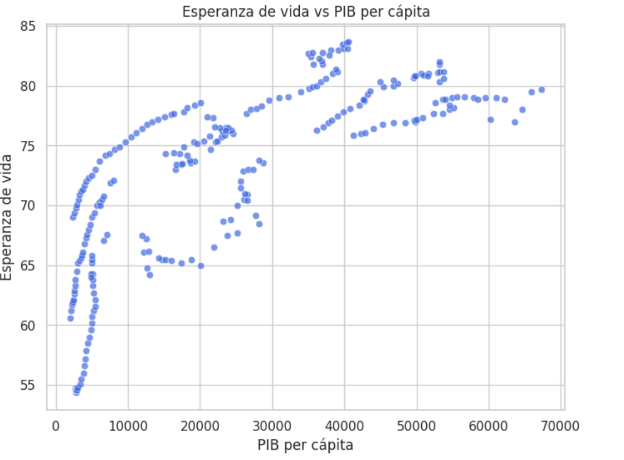 Esperanza de vida vs PIB per cápita
85
80
75
70
65
60
55
Esperanza de vida
0 10000 20000 30000 40000 50000 60000 70000
PIB per cápita